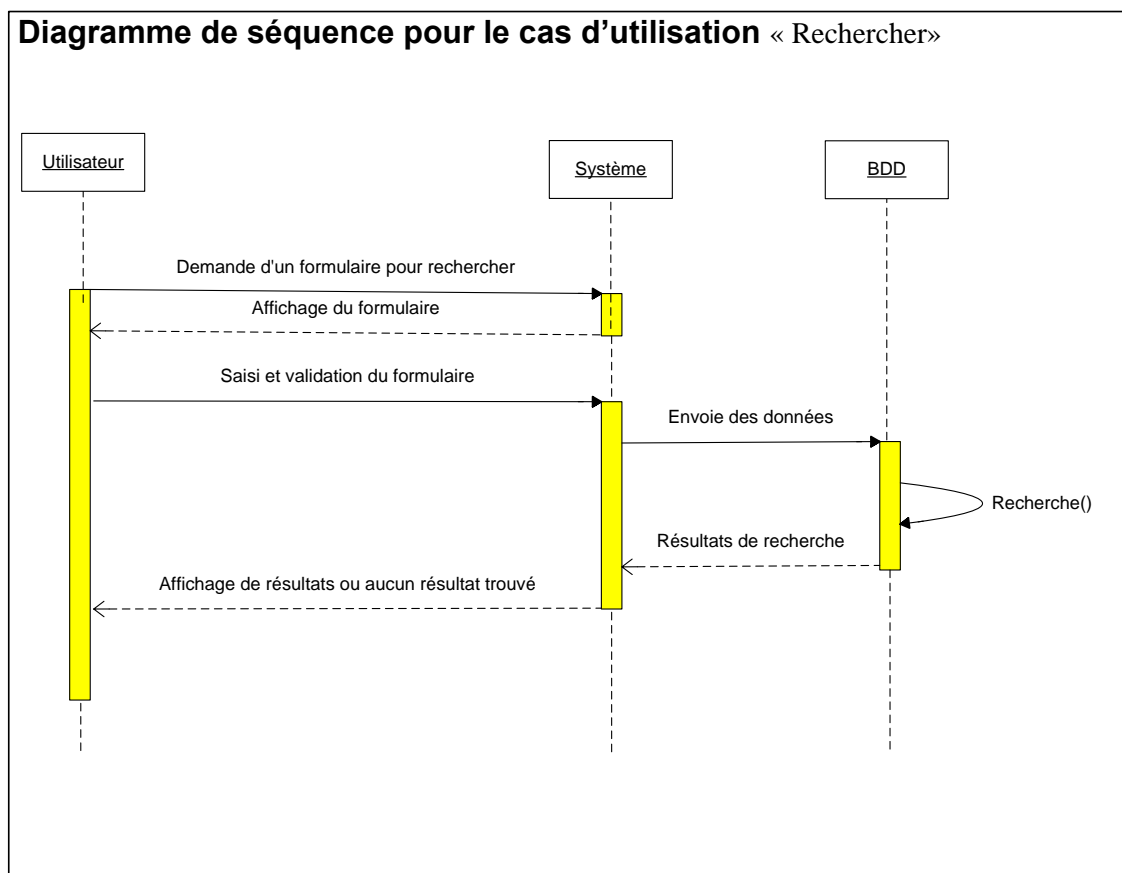 Diagramme de séquence pour le cas d’utilisation « Rechercher»
Utilisateur
Système
BDD
Demande d'un formulaire pour rechercher
Affichage du formulaire
Saisi et validation du formulaire
Envoie des données
Recherche()
Résultats de recherche
Affichage de résultats ou aucun résultat trouvé